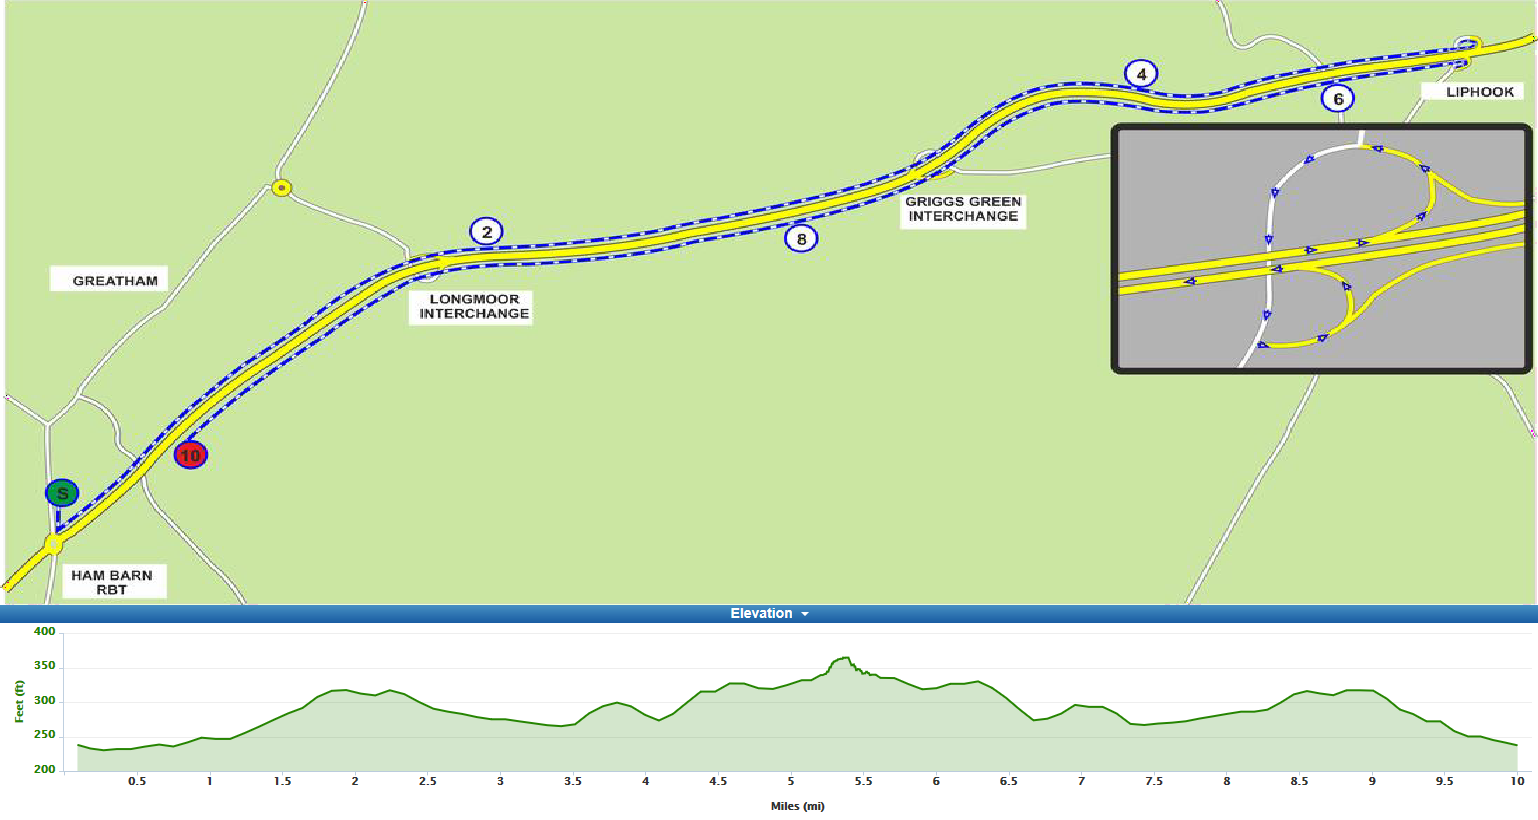 4
6
LIPHOOK
GRIGGS GREEN
INTERCHANGE
2
8
GREATHAM
LONGMOOR
INTERCHANGE
10
S
HAM BARN
RBT
Elevation
400
350
300
250
200
Feet (ft)
0.5 1 1.5 2 2.5 3 3.5 4 4.5 5 5.5 6 6.5 7 7.5 8 8.5 9 9.5 10
Miles (mi)